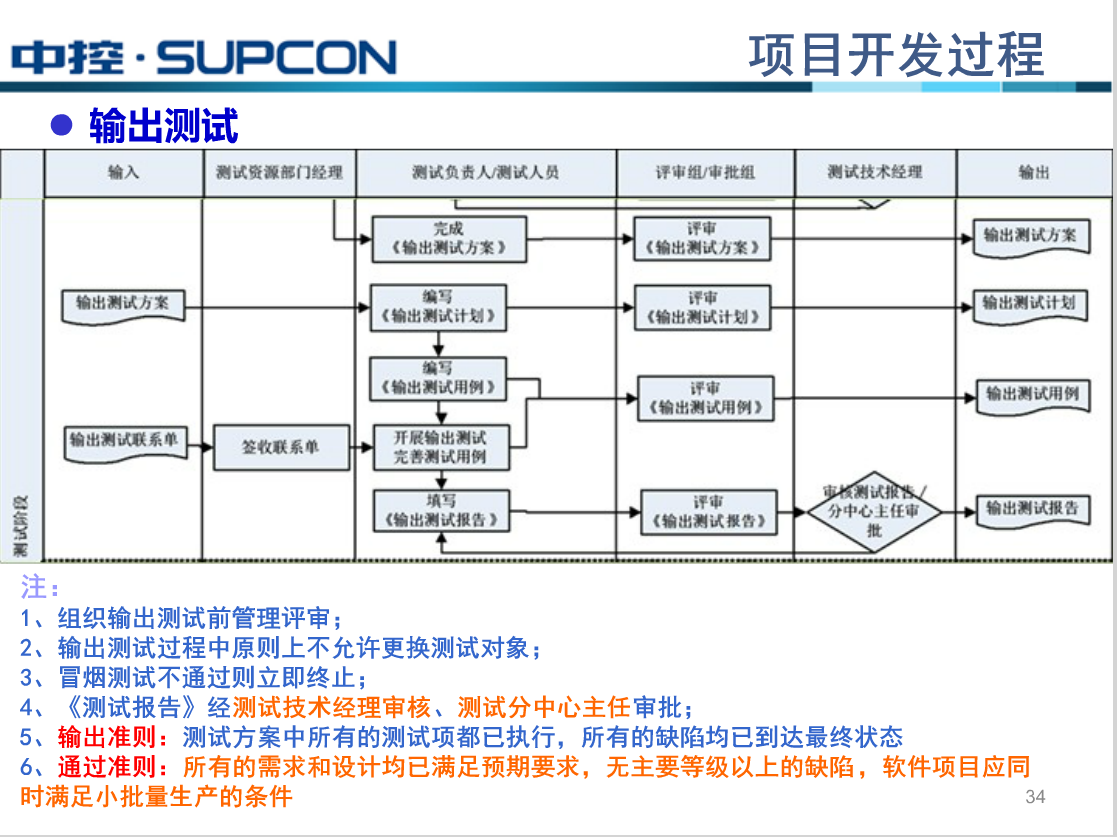 中控·SUPCON
项目开发过程
● 输出测试
输入
测试资源部门经理
测试负责人/测试人员
评审组/审批组
测试技术经理
输出
完成
《输出测试方案》
评审
《输出测试方案》
输出测试方案
输出测试方案
编写
《输出测试计划》
评审
《输出测试计划》
输出测试计划
编写
《输出测试用例》
评审
《输出测试用例》
输出测试用例
输出测试联系单
签收联系单
开展输出测试
完善测试用例
填写
《输出测试报告》
评审
《输出测试报告》
审核测试报告/
分中心主任审
批
输出测试报告
测试阶段
注：
1、组织输出测试前管理评审；
2、输出测试过程中原则上不允许更换测试对象；
3、冒烟测试不通过则立即终止；
4、《测试报告》经测试技术经理审核、测试分中心主任审批；
5、输出准则：测试方案中所有的测试项都已执行，所有的缺陷均已到达最终状态
6、通过准则：所有的需求和设计均已满足预期要求，无主要等级以上的缺陷，软件项目应同
时满足小批量生产的条件
34